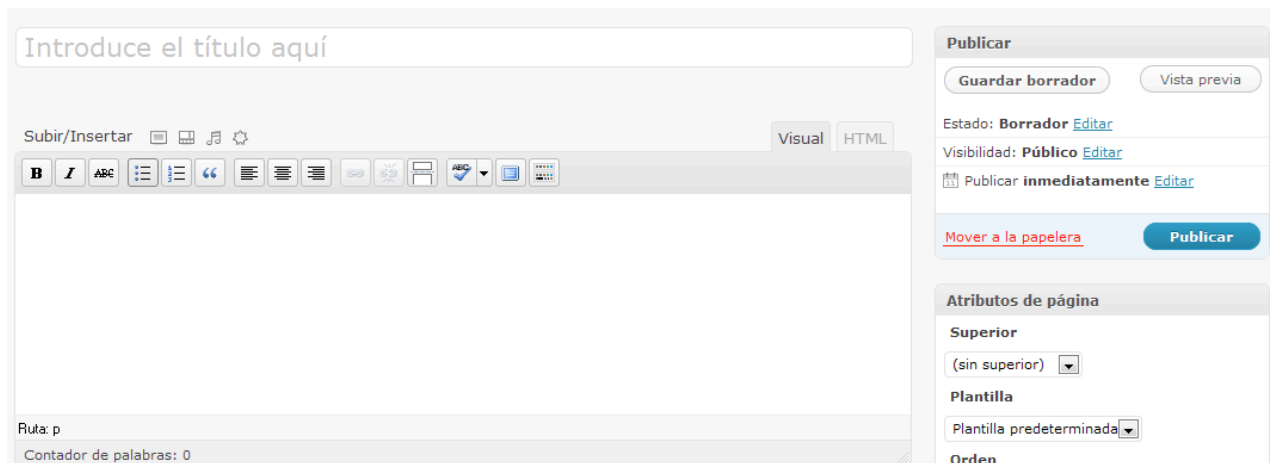 Introduce el título aquí
Subir/Insertar
Visual HTML
B I ABC ABC
Ruta: p
Contador de palabras: 0
Publicar
Guardar borrador Vista previa
Estado: Borrador Editar
Visibilidad: Público Editar
Publicar inmediatamente Editar
Mover a la papelera Publicar
Atributos de página
Superior
(sin superior)
Plantilla
Plantilla predeterminada
Orden